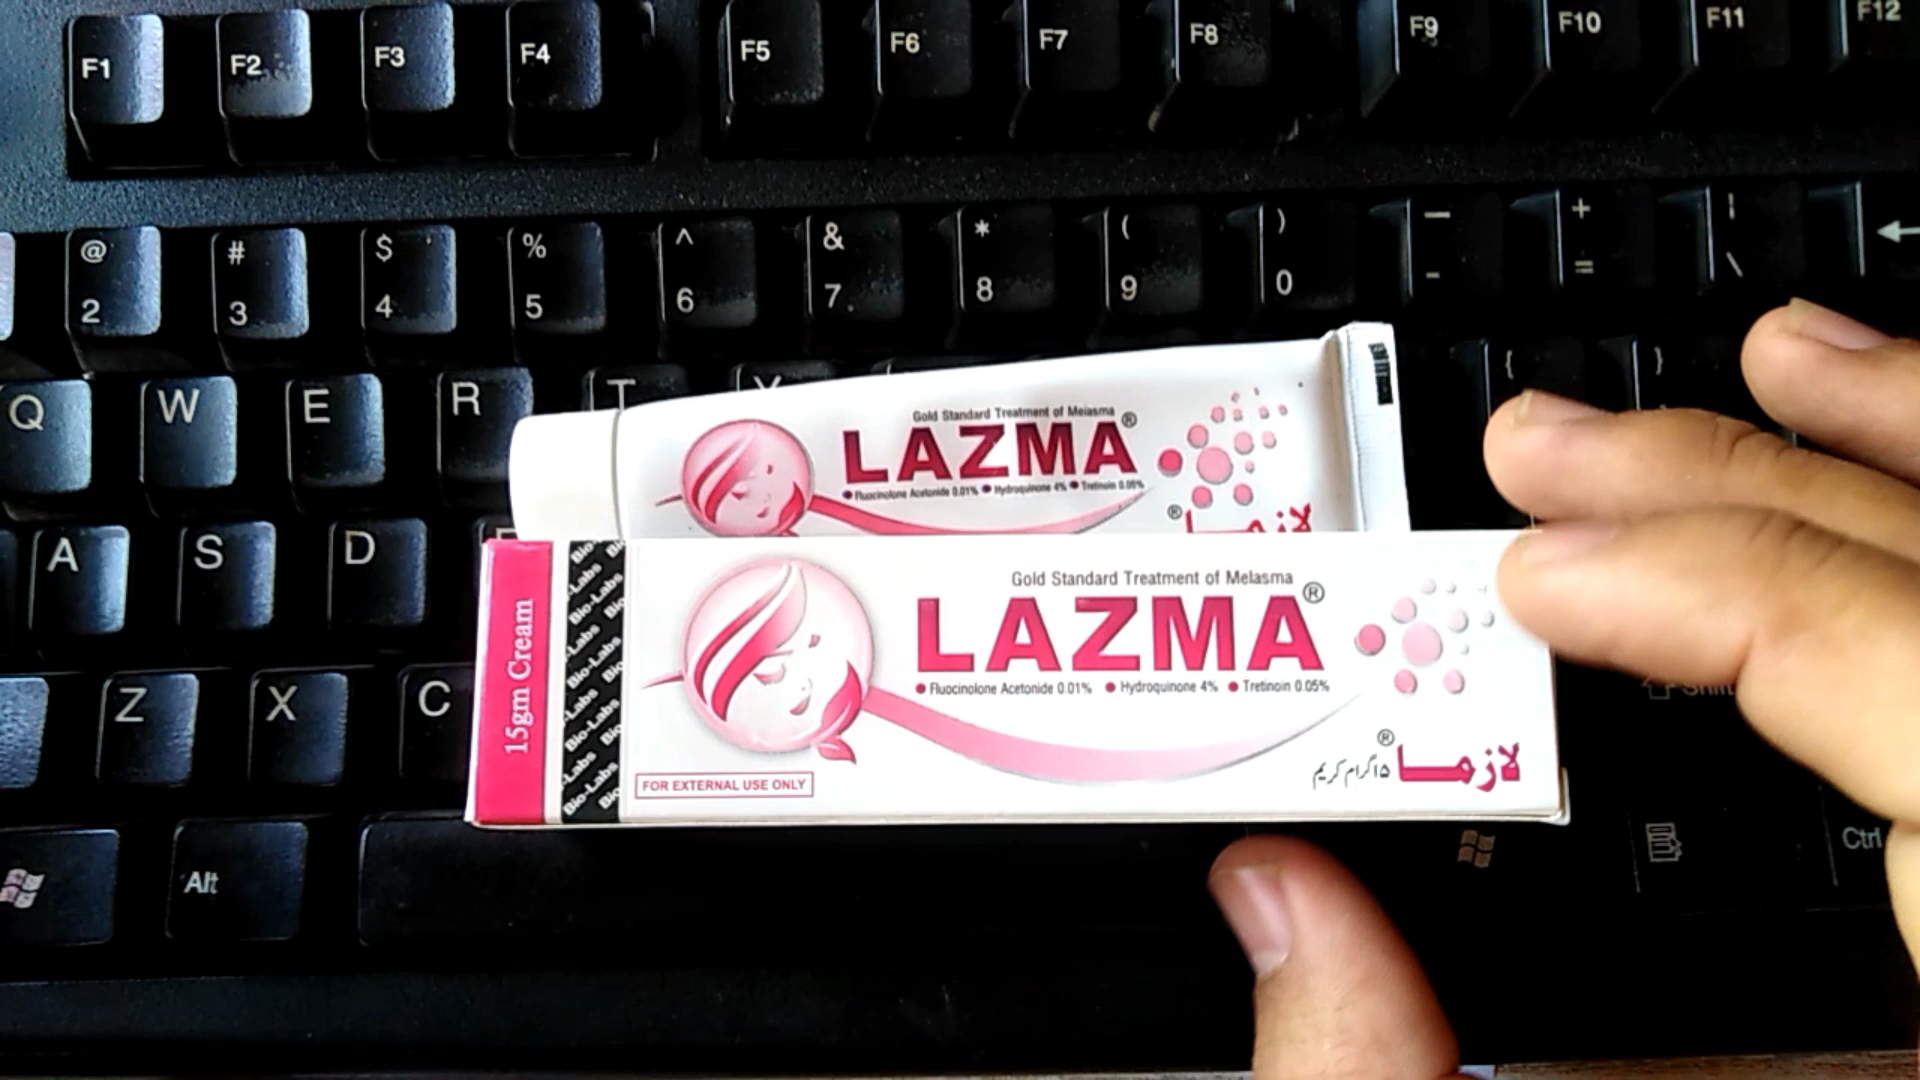 F1 F2 F3 F4 F5 F6 F7 F8 F9 F10 F11 F12
@ # $ % ^ & * ( ) — + |
2 3 4 5 6 7 8 9 0 - = \
Q W E R T Y { }
A S D
Z X C
Alt Ctrl
Gold Standard Treatment of Melasma
LAZMA®
Fluocinolone Acetonide 0.01% Hydroquinone 4% Tretinoin 0.05%
لازما®
15gm Cream
Bio-Labs
Gold Standard Treatment of Melasma
LAZMA®
Fluocinolone Acetonide 0.01% Hydroquinone 4% Tretinoin 0.05%
FOR EXTERNAL USE ONLY
لازما® ۱۵گرام کریم